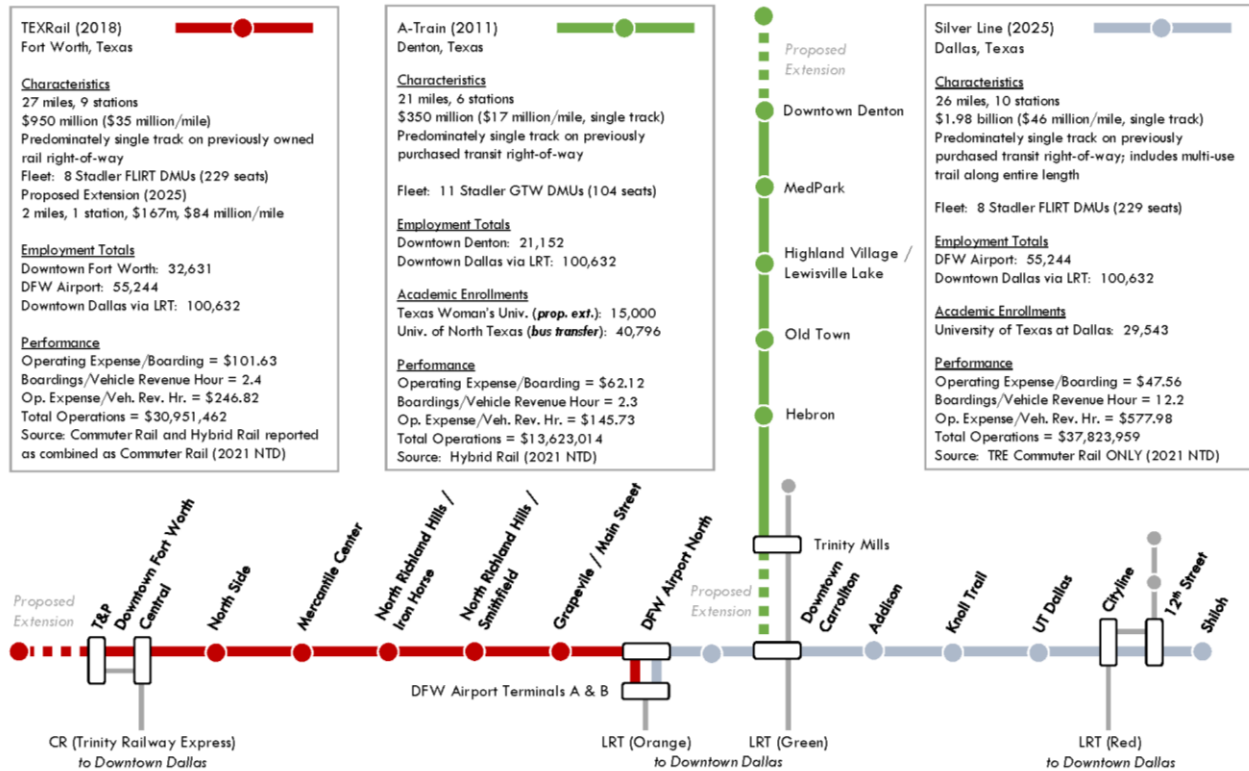 TEXRail (2018)
Fort Worth, Texas
Characteristics
27 miles, 9 stations
$950 million ($35 million/mile)
Predominately single track on previously owned
rail right-of-way
Fleet: 8 Stadler FLIRT DMUs (229 seats)
Proposed Extension (2025)
2 miles, 1 station, $167m, $84 million/mile
Employment Totals
Downtown Fort Worth: 32,631
DFW Airport: 55,244
Downtown Dallas via LRT: 100,632
Performance
Operating Expense/Boarding = $101.63
Boardings/Vehicle Revenue Hour = 2.4
Op. Expense/Veh. Rev. Hr. = $246.82
Total Operations = $30,951,462
Source: Commuter Rail and Hybrid Rail reported
as combined as Commuter Rail (2021 NTD)
A-Train (2011)
Denton, Texas
Characteristics
21 miles, 6 stations
$350 million ($17 million/mile, single track)
Predominately single track on previously
purchased transit right-of-way
Fleet: 11 Stadler GTW DMUs (104 seats)
Employment Totals
Downtown Denton: 21,152
Downtown Dallas via LRT: 100,632
Academic Enrollments
Texas Woman's Univ. (prop. ext.): 15,000
Univ. of North Texas (bus transfer): 40,796
Performance
Operating Expense/Boarding = $62.12
Boardings/Vehicle Revenue Hour = 2.3
Op. Expense/Veh. Rev. Hr. = $145.73
Total Operations = $13,623,014
Source: Hybrid Rail (2021 NTD)
Proposed
Extension
Downtown Denton
MedPark
Highland Village /
Lewisville Lake
Old Town
Hebron
Trinity Mills
Silver Line (2025)
Dallas, Texas
Characteristics
26 miles, 10 stations
$1.98 billion ($46 million/mile, single track)
Predominately single track on previously
purchased transit right-of-way; includes multi-use
trail along entire length
Fleet: 8 Stadler FLIRT DMUs (229 seats)
Employment Totals
DFW Airport: 55,244
Downtown Dallas via LRT: 100,632
Academic Enrollments
University of Texas at Dallas: 29,543
Performance
Operating Expense/Boarding = $47.56
Boardings/Vehicle Revenue Hour = 12.2
Op. Expense/Veh. Rev. Hr. = $577.98
Total Operations = $37,823,959
Source: TRE Commuter Rail ONLY (2021 NTD)
Proposed
Extension
T&P
Downtown Fort Worth
Central
North Side
Mercantile Center
North Richland Hills /
Iron Horse
North Richland Hills /
Smithfield
Grapevile / Main Street
DFW Airport North
Proposed
Extension
Downtown
Carrollton
Addison
Knoll Trail
UT Dallas
Cityline
12th Street
Shiloh
DFW Airport Terminals A & B
CR (Trinity Railway Express)
to Downtown Dallas
LRT (Orange)
LRT (Green)
to Downtown Dallas
LRT (Red)
to Downtown Dallas